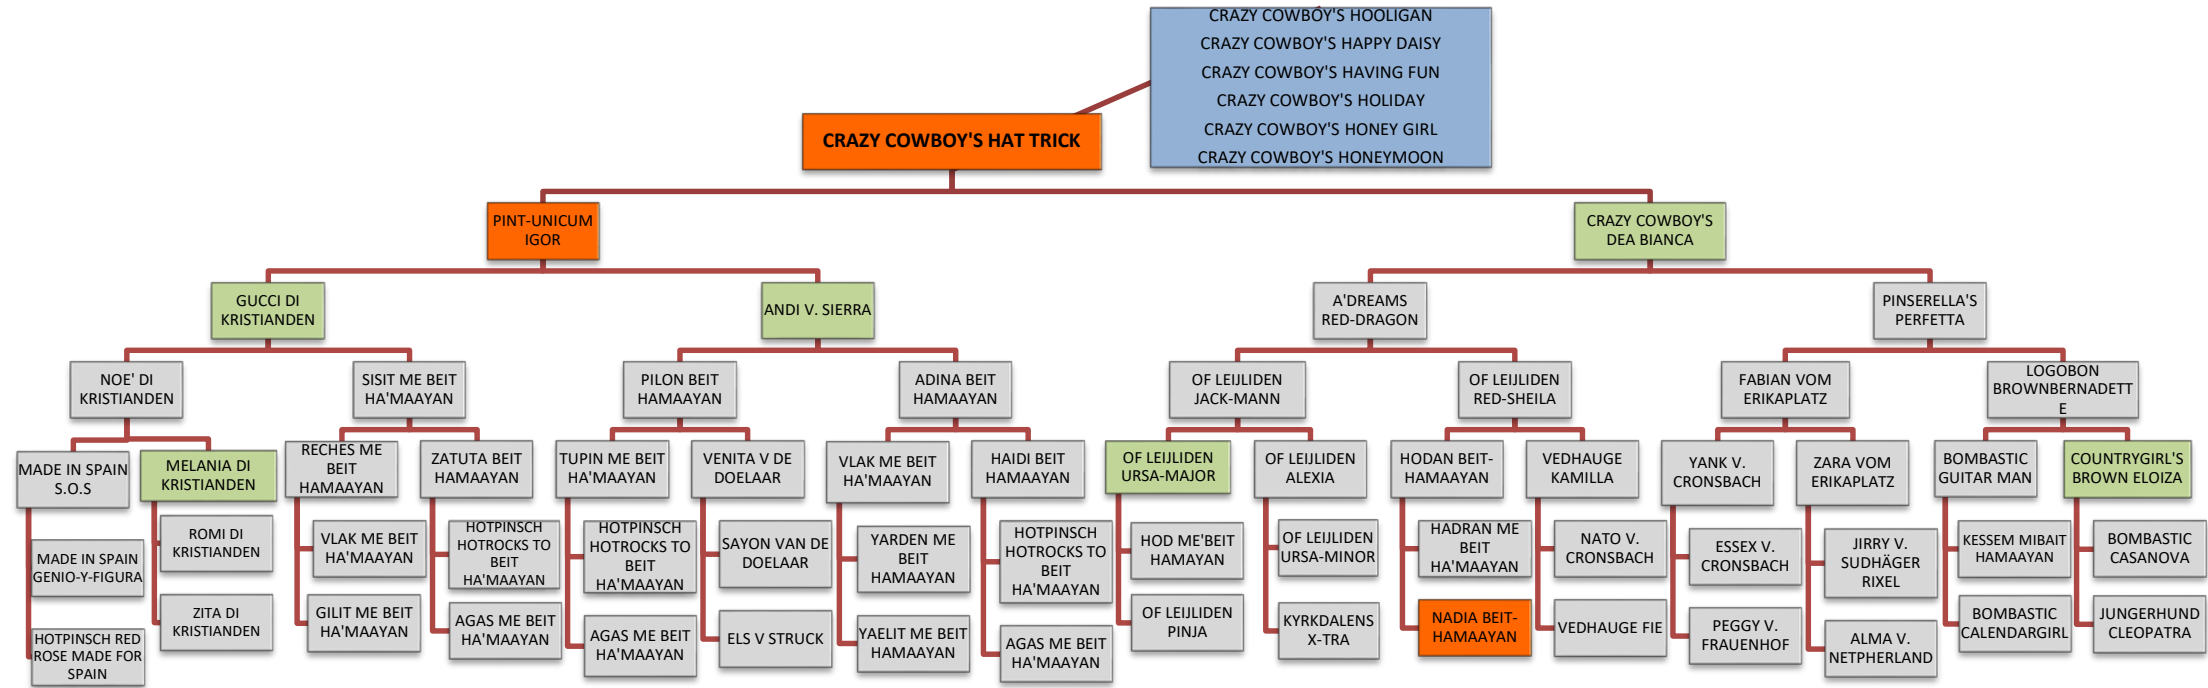 CRAZY COWBOY'S HOOLIGAN
CRAZY COWBOY'S HAPPY DAISY
CRAZY COWBOY'S HAVING FUN
CRAZY COWBOY'S HOLIDAY
CRAZY COWBOY'S HONEY GIRL
CRAZY COWBOY'S HONEYMOON
CRAZY COWBOY'S HAT TRICK
PINT-UNICUM
IGOR
CRAZY COWBOY'S
DEA BIANCA
GUCCI DI
KRISTIANDEN
ANDI V. SIERRA
A'DREAMS
RED-DRAGON
PINSERELLA'S
PERFETTA
NOE' DI
KRISTIANDEN
SISIT ME BEIT
HA'MAAYAN
PILON BEIT
HAMAAYAN
ADINA BEIT
HAMAAYAN
OF LEIJLIDEN
JACK-MANN
OF LEIJLIDEN
RED-SHEILA
FABIAN VOM
ERIKAPLATZ
LOGOBON
BROWNBERNADETT
E
MADE IN SPAIN
S.O.S
MELANIA DI
KRISTIANDEN
RECHES ME
BEIT
HAMAAYAN
ZATUTA BEIT
HAMAAYAN
TUPIN ME BEIT
HA'MAAYAN
VENITA V DE
DOELAAR
VLAK ME BEIT
HA'MAAYAN
HAIDI BEIT
HAMAAYAN
OF LEIJLIDEN
URSA-MAJOR
OF LEIJLIDEN
ALEXIA
HODAN BEIT-
HAMAAYAN
VEDHAUGE
KAMILLA
YANK V.
CRONSBACH
ZARA VOM
ERIKAPLATZ
BOMBASTIC
GUITAR MAN
COUNTRYGIRL'S
BROWN ELOIZA
MADE IN SPAIN
GENIO-Y-FIGURA
ROMI DI
KRISTIANDEN
VLAK ME BEIT
HA'MAAYAN
HOTPINSCH
HOTROCKS TO
BEIT
HA'MAAYAN
HOTPINSCH
HOTROCKS TO
BEIT
HA'MAAYAN
SAYON VAN DE
DOELAAR
YARDEN ME
BEIT
HAMAAYAN
HOTPINSCH
HOTROCKS TO
BEIT
HA'MAAYAN
HOD ME'BEIT
HAMAYAN
OF LEIJLIDEN
URSA-MINOR
HADRAN ME
BEIT
HA'MAAYAN
NATO V.
CRONSBACH
ESSEX V.
CRONSBACH
JIRRY V.
SUDHÄGER
RIXEL
KESSEM MIBAIT
HAMAAYAN
BOMBASTIC
CASANOVA
HOTPINSCH RED
ROSE MADE FOR
SPAIN
ZITA DI
KRISTIANDEN
GILIT ME BEIT
HA'MAAYAN
AGAS ME BEIT
HA'MAAYAN
AGAS ME BEIT
HA'MAAYAN
ELS V STRUCK
YAELIT ME BEIT
HAMAAYAN
AGAS ME BEIT
HA'MAAYAN
OF LEIJLIDEN
PINJA
KYRKDALENS
X-TRA
NADIA BEIT-
HAMAAYAN
VEDHAUGE FIE
PEGGY V.
FRAUENHOF
ALMA V.
NETPHERLAND
BOMBASTIC
CALENDARGIRL
JUNGERHUND
CLEOPATRA